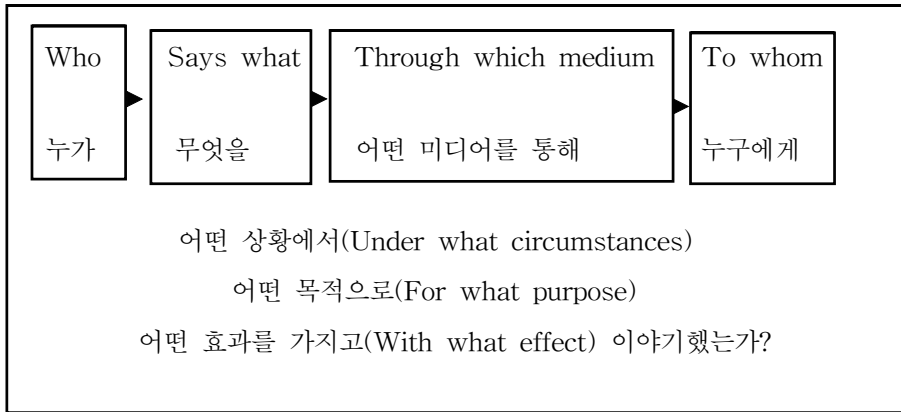 Who
누가
Says what
무엇을
Through which medium
어떤 미디어를 통해
To whom
누구에게
어떤 상황에서(Under what circumstances)
어떤 목적으로(For what purpose)
어떤 효과를 가지고(With what effect) 이야기했는가?